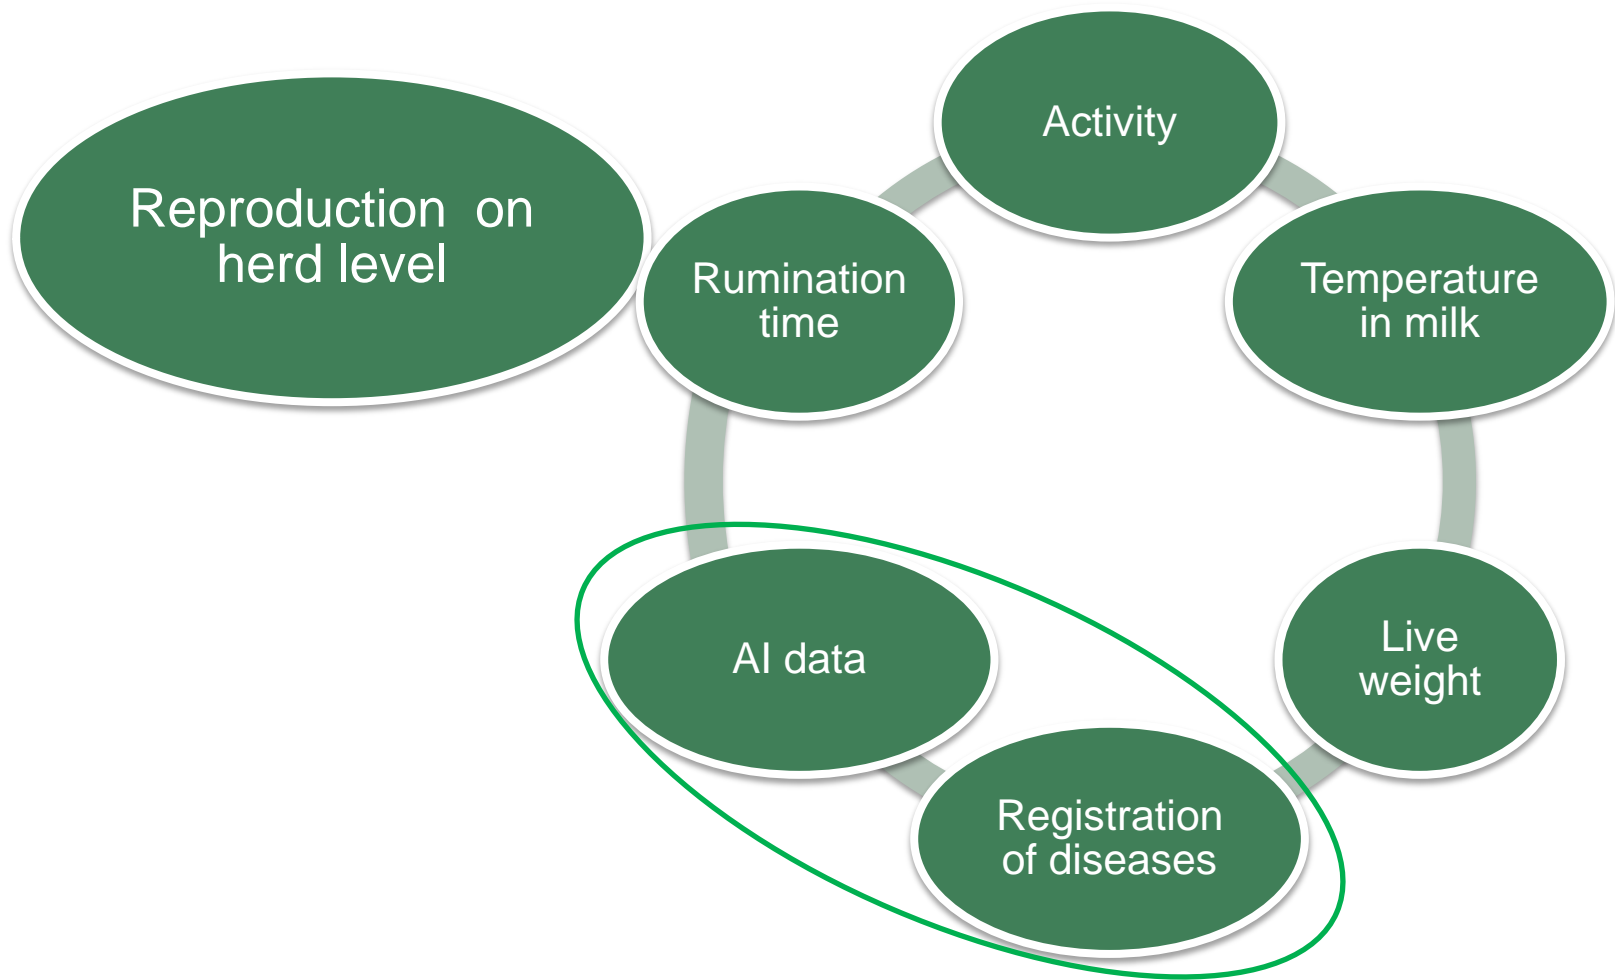 Reproduction  on
herd level
Activity
Rumination
time
Temperature
in milk
AI data
Live
weight
Registration
of diseases